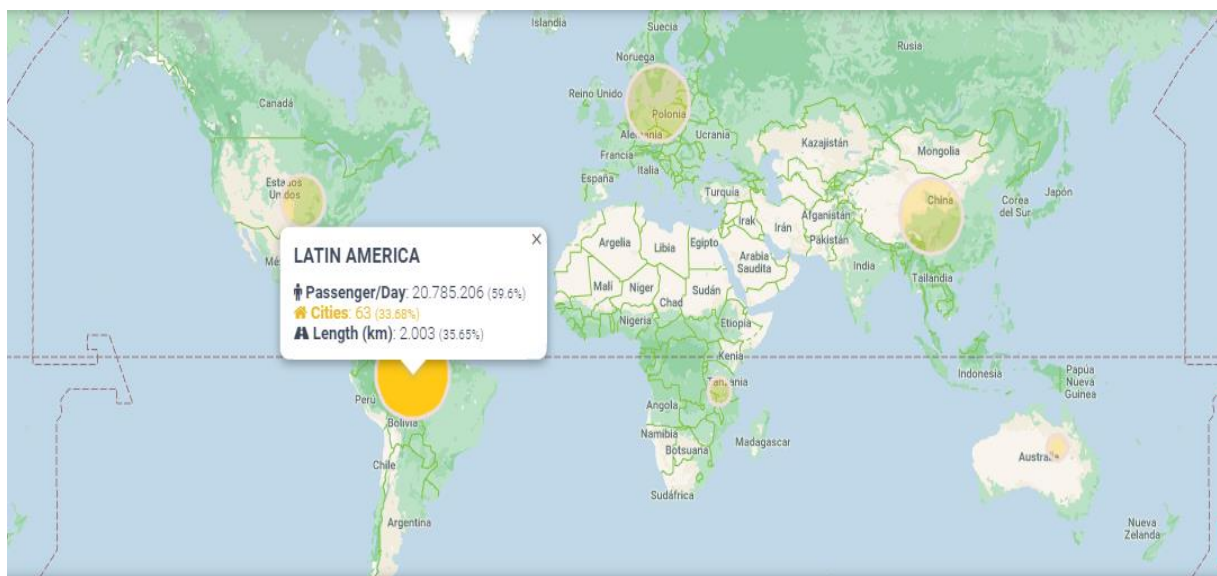 Islandia
Suecia
Noruega
Rusia
Canadá
Reino Unido
Polonia
Ucrania
Kazajistán
Mongolia
Francia
Italia
España
Turquía
Estados
Unidos
China
Corea
del Sur
Japón
Irak
Irán
Afganistán
Pakistán
Argelia
Libia
Egipto
Arabia
Saudita
India
Tailandia
LATIN AMERICA
×
Passenger/Day: 20.785.206 (59.6%)
Cities: 63 (33.68%)
Length (km): 2.003 (35.65%)
Malí
Níger
Chad
Sudán
Nigeria
Etiopía
Kenia
Tanzania
Indonesia
Papúa
Nueva
Guinea
Perú
Bolivia
Angola
Namibia
Botsuana
Madagascar
Australia
Chile
Sudáfrica
Argentina
Nueva
Zelanda